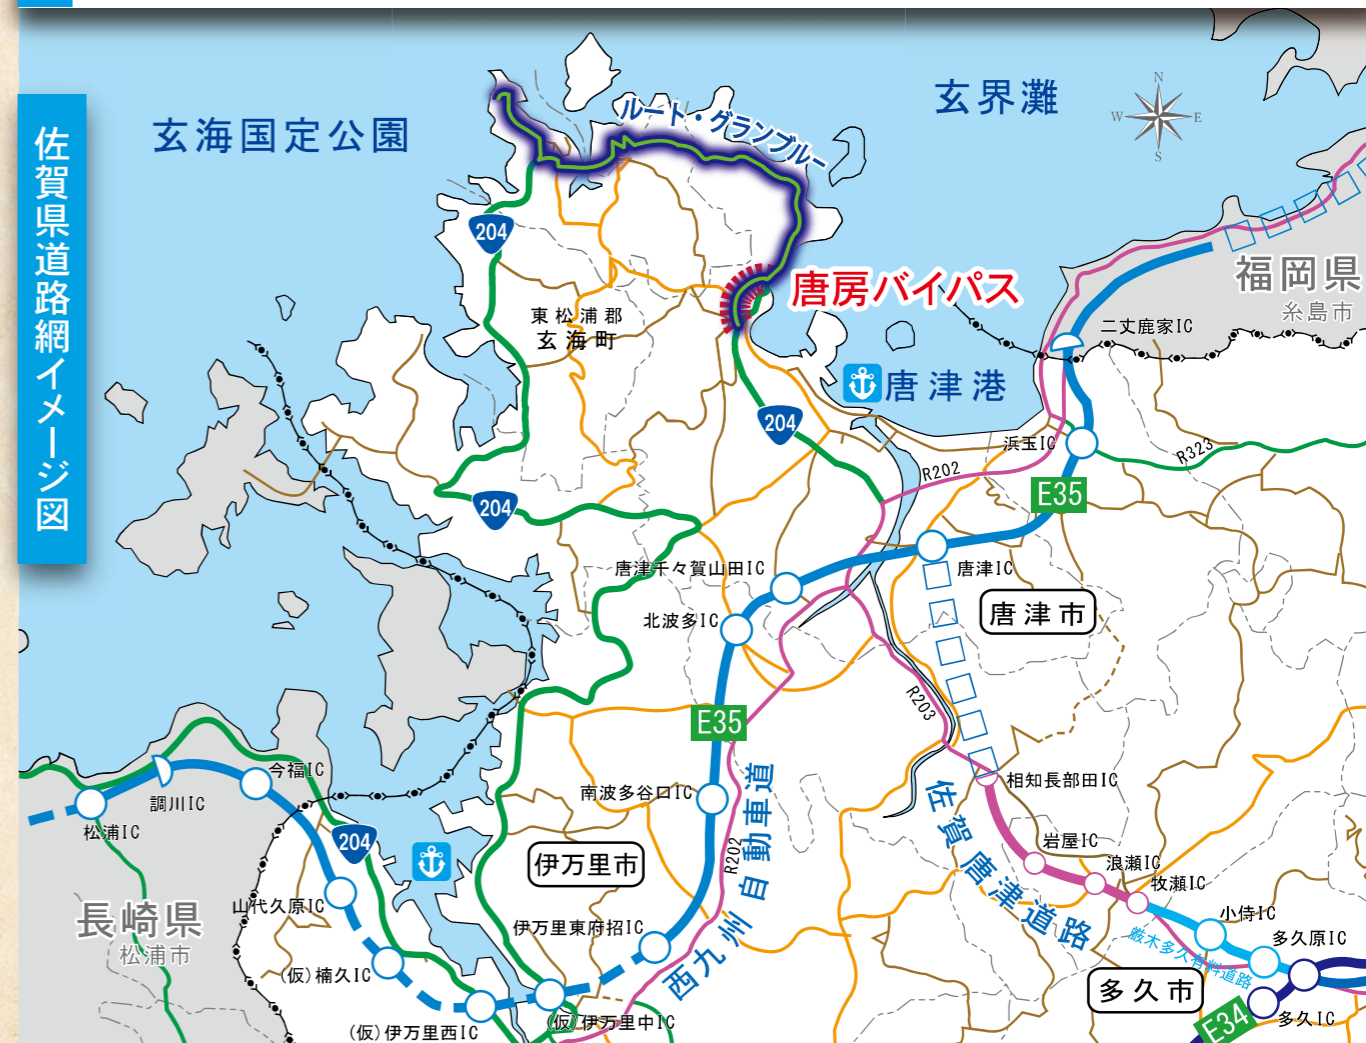 佐賀県道路網イメージ図
玄海国定公園
ルート・グランブルー
玄界灘
N
W
E
S
204
唐房バイパス
東松浦郡
玄海町
福岡県
糸島市
二丈鹿家IC
唐津港
204
浜玉IC
R202
R323
E35
204
唐津千々賀山田IC
唐津IC
北波多IC
唐津市
R203
E35
今福IC
調川IC
松浦IC
南波多谷口IC
相知長部田IC
佐賀唐津道路
岩屋IC
浪瀬IC
牧瀬IC
204
伊万里市
R202
西九州自動車道
長崎県
松浦市
山代久原IC
伊万里東府招IC
小侍IC
厳木多久有料道路
多久原IC
(仮)楠久IC
多久市
(仮)伊万里西IC
(仮)伊万里中IC
E34
多久IC